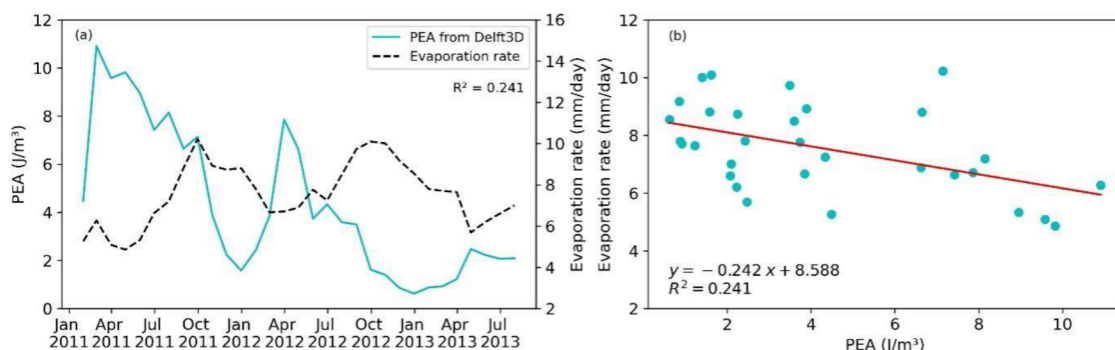 (a)
PEA from Delft3D
Evaporation rate
R² = 0.241
PEA (J/m³)
12
10
8
6
4
2
0
Evaporation rate (mm/day)
16
14
12
10
8
6
4
2
Jan 2011
Apr 2011
Jul 2011
Oct 2011
Jan 2012
Apr 2012
Jul 2012
Oct 2012
Jan 2013
Apr 2013
Jul 2013
(b)
Evaporation rate (mm/day)
12
10
8
6
4
2
y = −0.242 x + 8.588
R² = 0.241
2
4
6
8
10
PEA (J/m³)